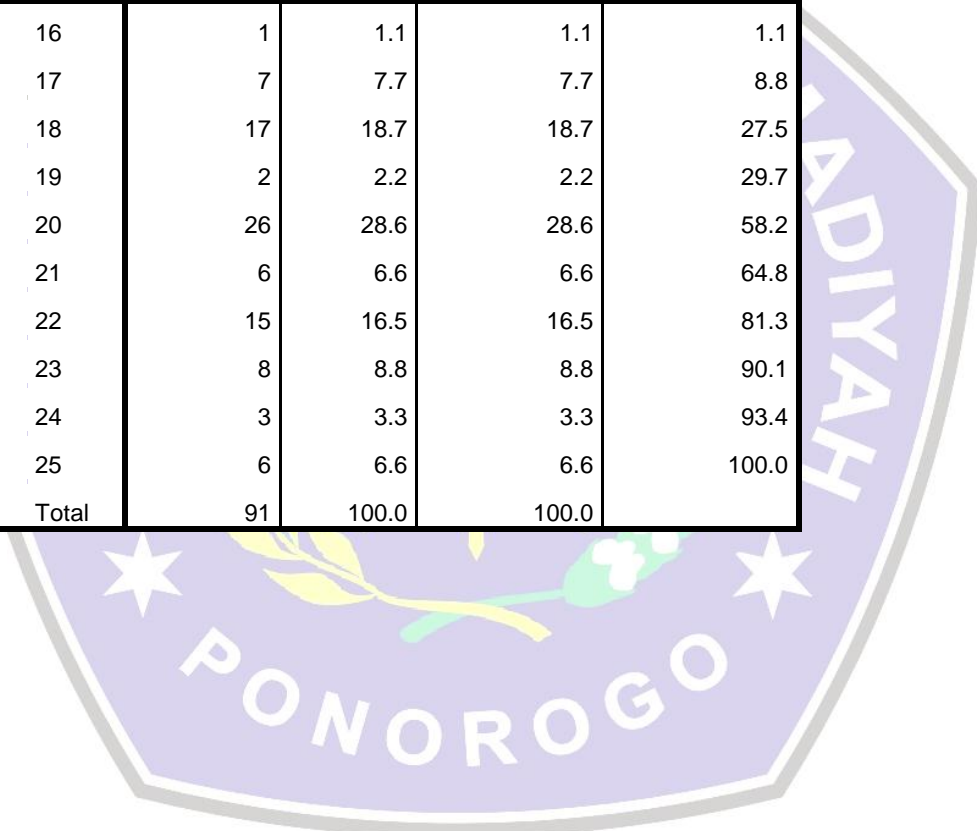 16 1 1.1 1.1 1.1
17 7 7.7 7.7 8.8
18 17 18.7 18.7 27.5
19 2 2.2 2.2 29.7
20 26 28.6 28.6 58.2
21 6 6.6 6.6 64.8
22 15 16.5 16.5 81.3
23 8 8.8 8.8 90.1
24 3 3.3 3.3 93.4
25 6 6.6 6.6 100.0
Total 91 100.0 100.0
ADIYAH
PONOROGO